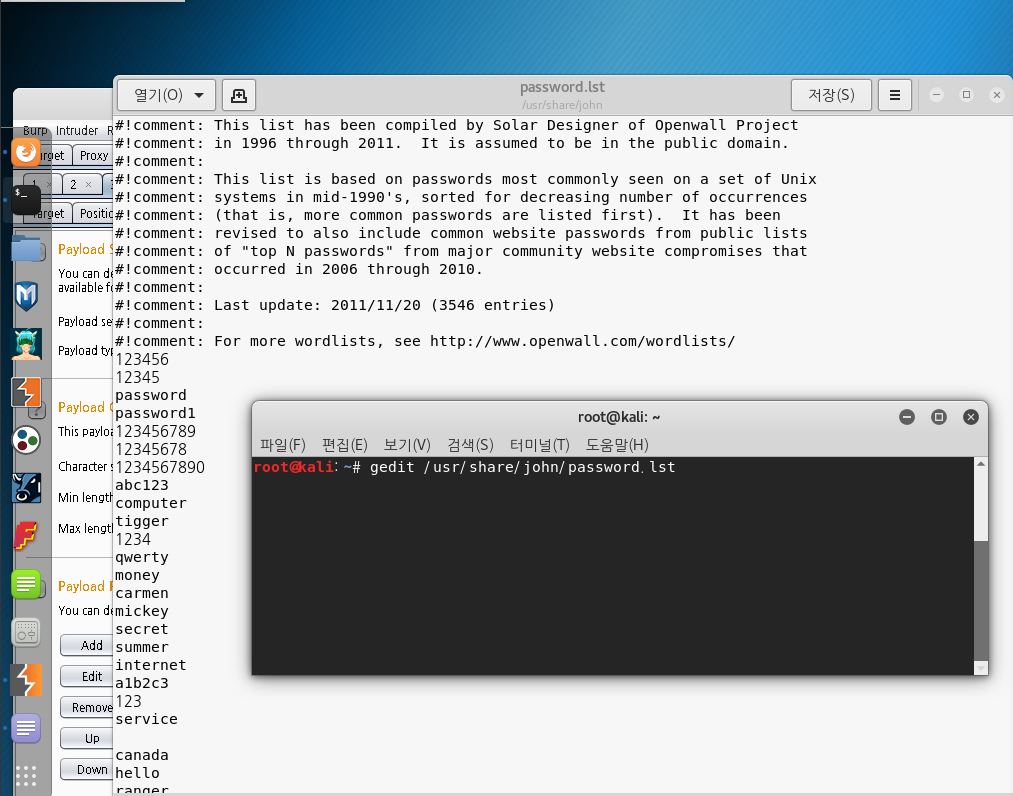 열기(O)
password.lst
/usr/share/john
저장(S)
#!comment: This list has been compiled by Solar Designer of Openwall Project
#!comment: in 1996 through 2011.  It is assumed to be in the public domain.
#!comment:
#!comment: This list is based on passwords most commonly seen on a set of Unix
#!comment: systems in mid-1990's, sorted for decreasing number of occurrences
#!comment: (that is, more common passwords are listed first).  It has been
#!comment: revised to also include common website passwords from public lists
#!comment: of "top N passwords" from major community website compromises that
#!comment: occurred in 2006 through 2010.
#!comment:
#!comment: Last update: 2011/11/20 (3546 entries)
#!comment:
#!comment: For more wordlists, see http://www.openwall.com/wordlists/
123456
12345
password
password1
123456789
12345678
1234567890
abc123
computer
tigger
1234
qwerty
money
carmen
mickey
secret
summer
internet
a1b2c3
123
service
canada
hello
ranger
root@kali: ~
파일(F) 편집(E) 보기(V) 검색(S) 터미널(T) 도움말(H)
root@kali:~# gedit /usr/share/john/password.lst
Burp Intruder R
rget Proxy
1 × 2 ×
arget Positio
Payload S
You can de
available fo
Payload se
Payload typ
Payload O
This payloa
Character s
Min length
Max lengt
Payload P
You can de
Add
Edit
Remove
Up
Down